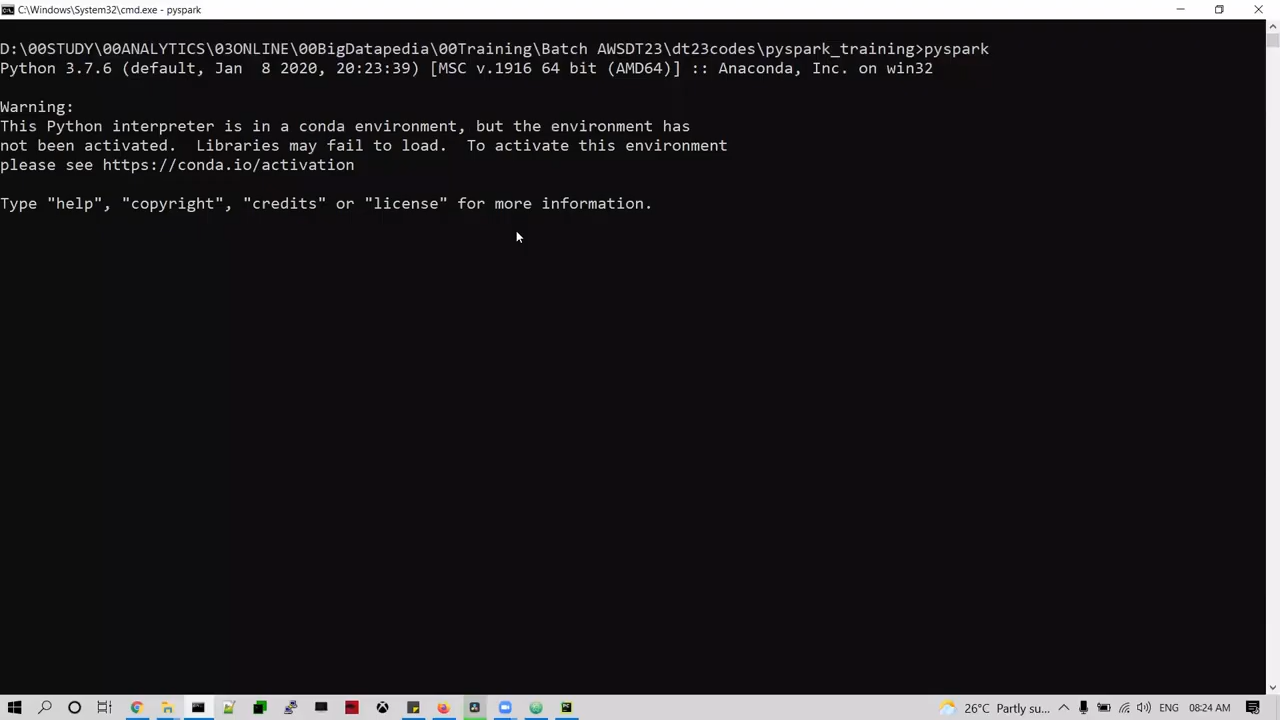 C:\Windows\System32\cmd.exe - pyspark
D:\00STUDY\00ANALYTICS\03ONLINE\00BigDatapedia\00Training\Batch AWSDT23\dt23codes\pyspark_training>pyspark
Python 3.7.6 (default, Jan  8 2020, 20:23:39) [MSC v.1916 64 bit (AMD64)] :: Anaconda, Inc. on win32
Warning:
This Python interpreter is in a conda environment, but the environment has
not been activated.  Libraries may fail to load.  To activate this environment
please see https://conda.io/activation
Type "help", "copyright", "credits" or "license" for more information.
26°C Partly su... ENG 08:24 AM